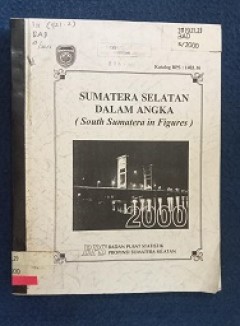 Katalog BPS : 1403.16
SUMATERA SELATAN
DALAM ANGKA
( South Sumatera in Figures )
2000
BPS
BADAN PUSAT STATISTIK
PROPINSI SUMATERA SELATAN